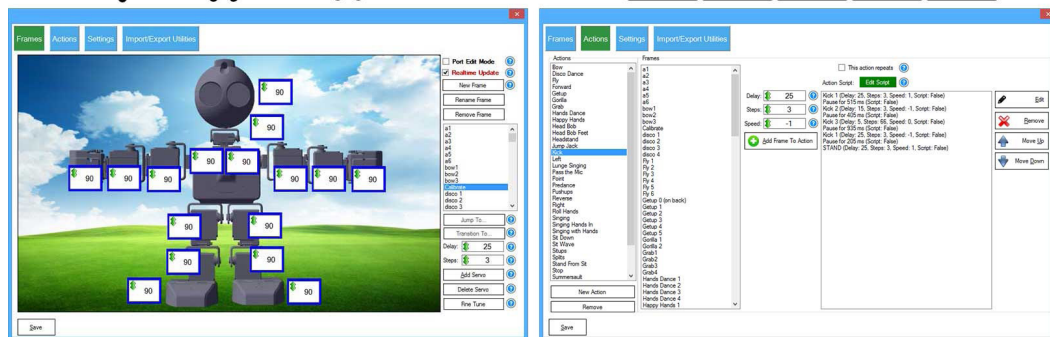 Frames Actions Settings Import/Export Utilities
Port Edit Mode
Realtime Update
New Frame
Rename Frame
Remove Frame
a1
a2
a3
a4
a5
a6
bow1
bow2
bow3
Calibrate
disco 1
disco 2
disco 3
Jump To...
Transition To...
Delay: 25
Steps: 3
Add Servo
Delete Servo
Fine Tune
90
90
90 90
90 90 90 90 90 90
90 90
90 90
90 90
Save
Frames Actions Settings Import/Export Utilities
Actions
Bow
Disco Dance
Fly
Forward
Getup
Gorilla
Grab
Hands Dance
Happy Hands
Head Bob
Head Bob Feet
Headstand
Jump Jack
Kick
Left
Lunge Singing
Pass the Mic
Point
Predance
Pushups
Reverse
Right
Roll Hands
Singing
Singing Hands In
Singing with Hands
Sit Down
Sit Wave
Situps
Splits
Stand From Sit
Stop
Summersault
New Action
Remove
Frames
a1
a2
a3
a4
a5
a6
bow1
bow2
bow3
Calibrate
disco 1
disco 2
disco 3
disco 4
Fly 1
Fly 2
Fly 3
Fly 4
Fly 5
Fly 6
Getup 0 (on back)
Getup 1
Getup 2
Getup 3
Getup 4
Getup 5
Gorilla 1
Gorilla 2
Grab1
Grab2
Grab3
Grab4
Hands Dance 1
Hands Dance 2
Hands Dance 3
Hands Dance 4
Happy Hands 1
Delay: 25
Steps: 3
Speed: -1
Add Frame To Action
This action repeats
Action Script: Edit Script
Kick 1 (Delay: 25, Steps: 3, Speed: 1, Script: False)
Pause for 515 ms (Script: False)
Kick 2 (Delay: 15, Steps: 3, Speed: -1, Script: False)
Pause for 405 ms (Script: False)
Kick 3 (Delay: 5, Steps: 66, Speed: 0, Script: False)
Pause for 935 ms (Script: False)
Kick 1 (Delay: 25, Steps: 3, Speed: -1, Script: False)
Pause for 205 ms (Script: False)
STAND (Delay: 25, Steps: 3, Speed: 1, Script: False)
Edit
Remove
Move Up
Move Down
Save